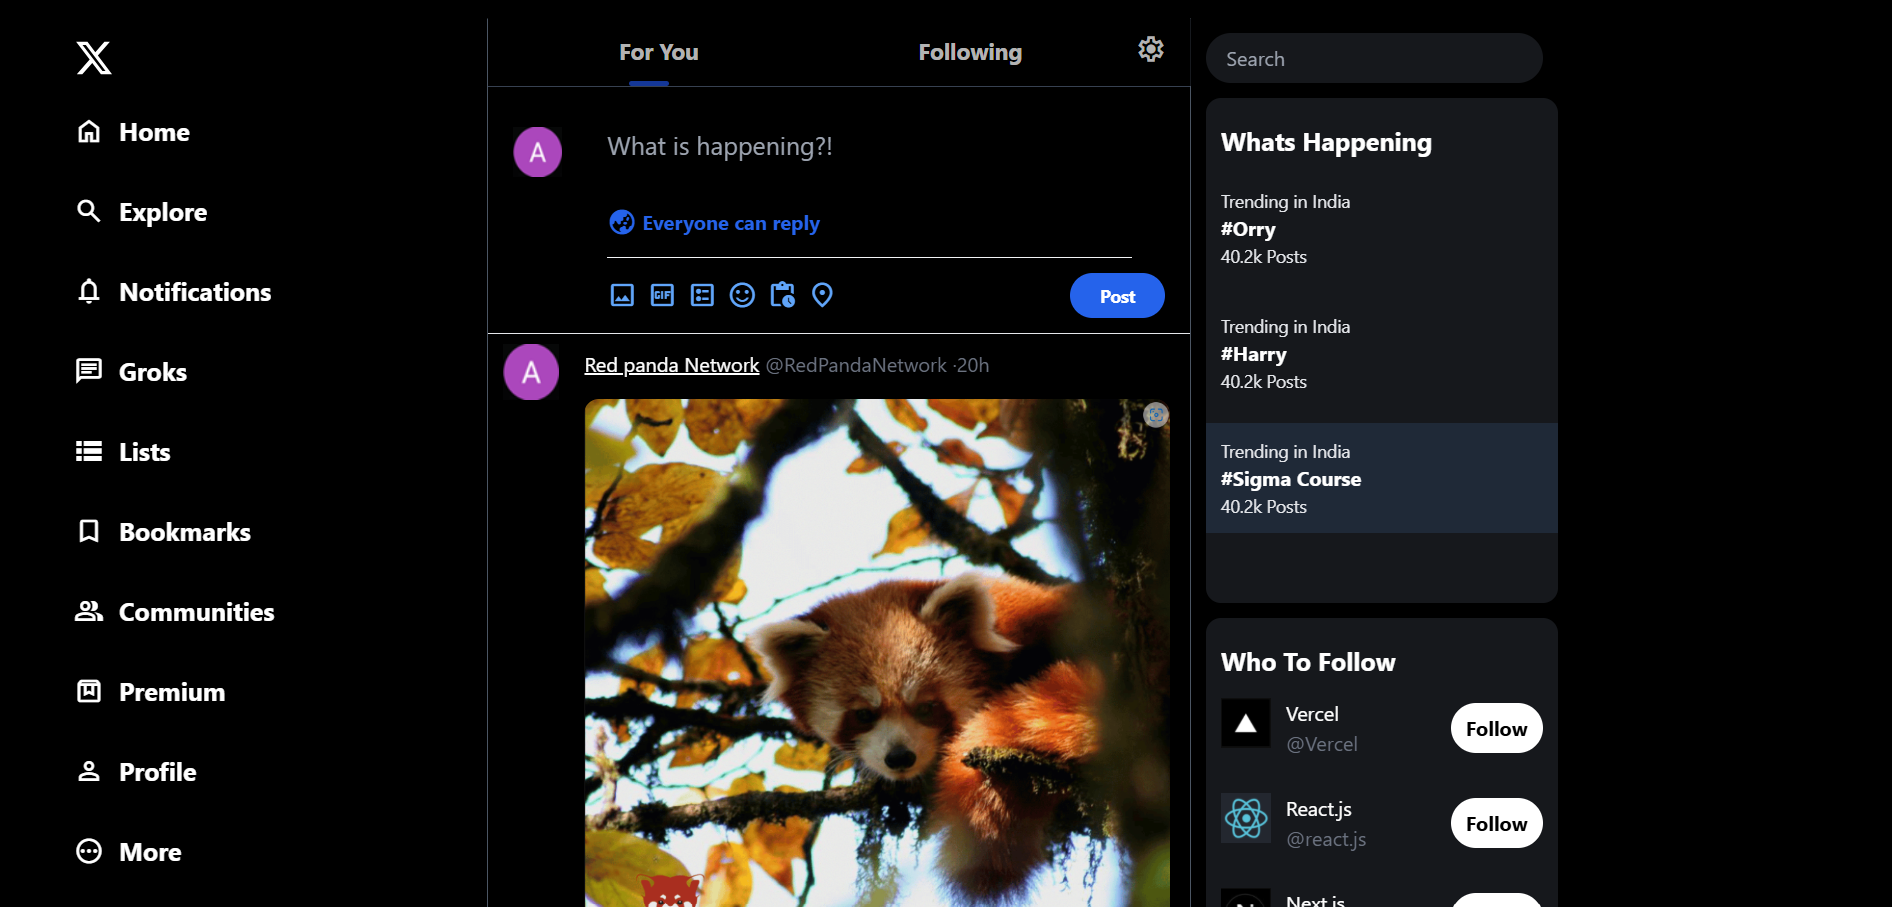 Home
Explore
Notifications
Groks
Lists
Bookmarks
Communities
Premium
Profile
More
For You
Following
A
What is happening?!
Everyone can reply
GIF
Post
A
Red panda Network @RedPandaNetwork ·20h
Search
Whats Happening
Trending in India
#Orry
40.2k Posts
Trending in India
#Harry
40.2k Posts
Trending in India
#Sigma Course
40.2k Posts
Who To Follow
Vercel
@Vercel
Follow
React.js
@react.js
Follow
Next.js